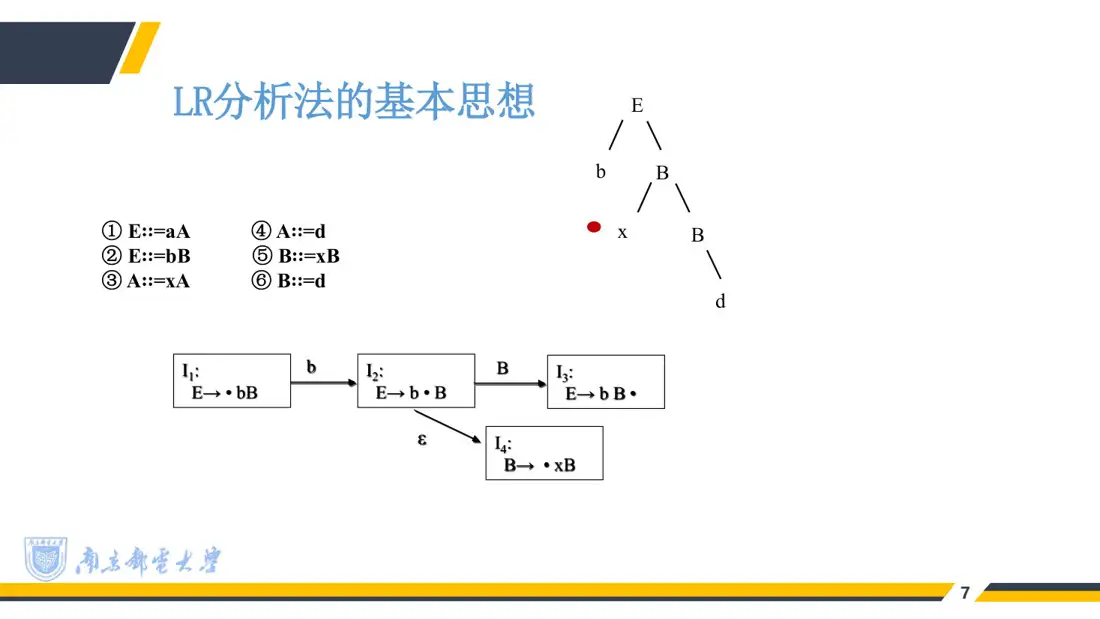 LR分析法的基本思想
E
b B
x B
d
① E::=aA ④ A::=d
② E::=bB ⑤ B::=xB
③ A::=xA ⑥ B::=d
I₁:
E→ • bB
b
I₂:
E→ b • B
B
I₃:
E→ b B •
ε
I₄:
B→ • xB
南京邮电大学
7